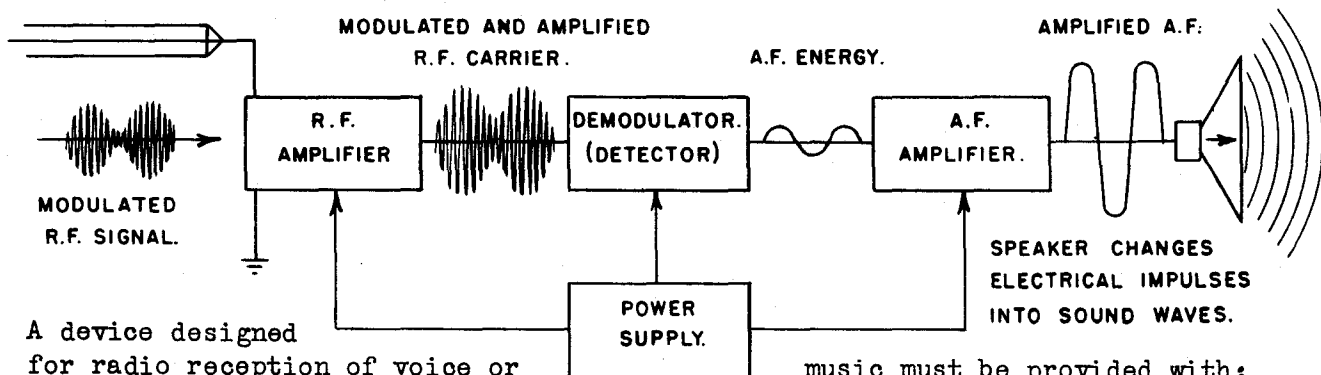 MODULATED AND AMPLIFIED
R.F. CARRIER.
A.F. ENERGY.
AMPLIFIED A.F:
R.F.
AMPLIFIER
DEMODULATOR.
(DETECTOR)
A.F.
AMPLIFIER.
MODULATED
R.F. SIGNAL.
SPEAKER CHANGES
ELECTRICAL IMPULSES
INTO SOUND WAVES.
POWER
SUPPLY.
A device designed
for radio reception of voice or music must be provided with: